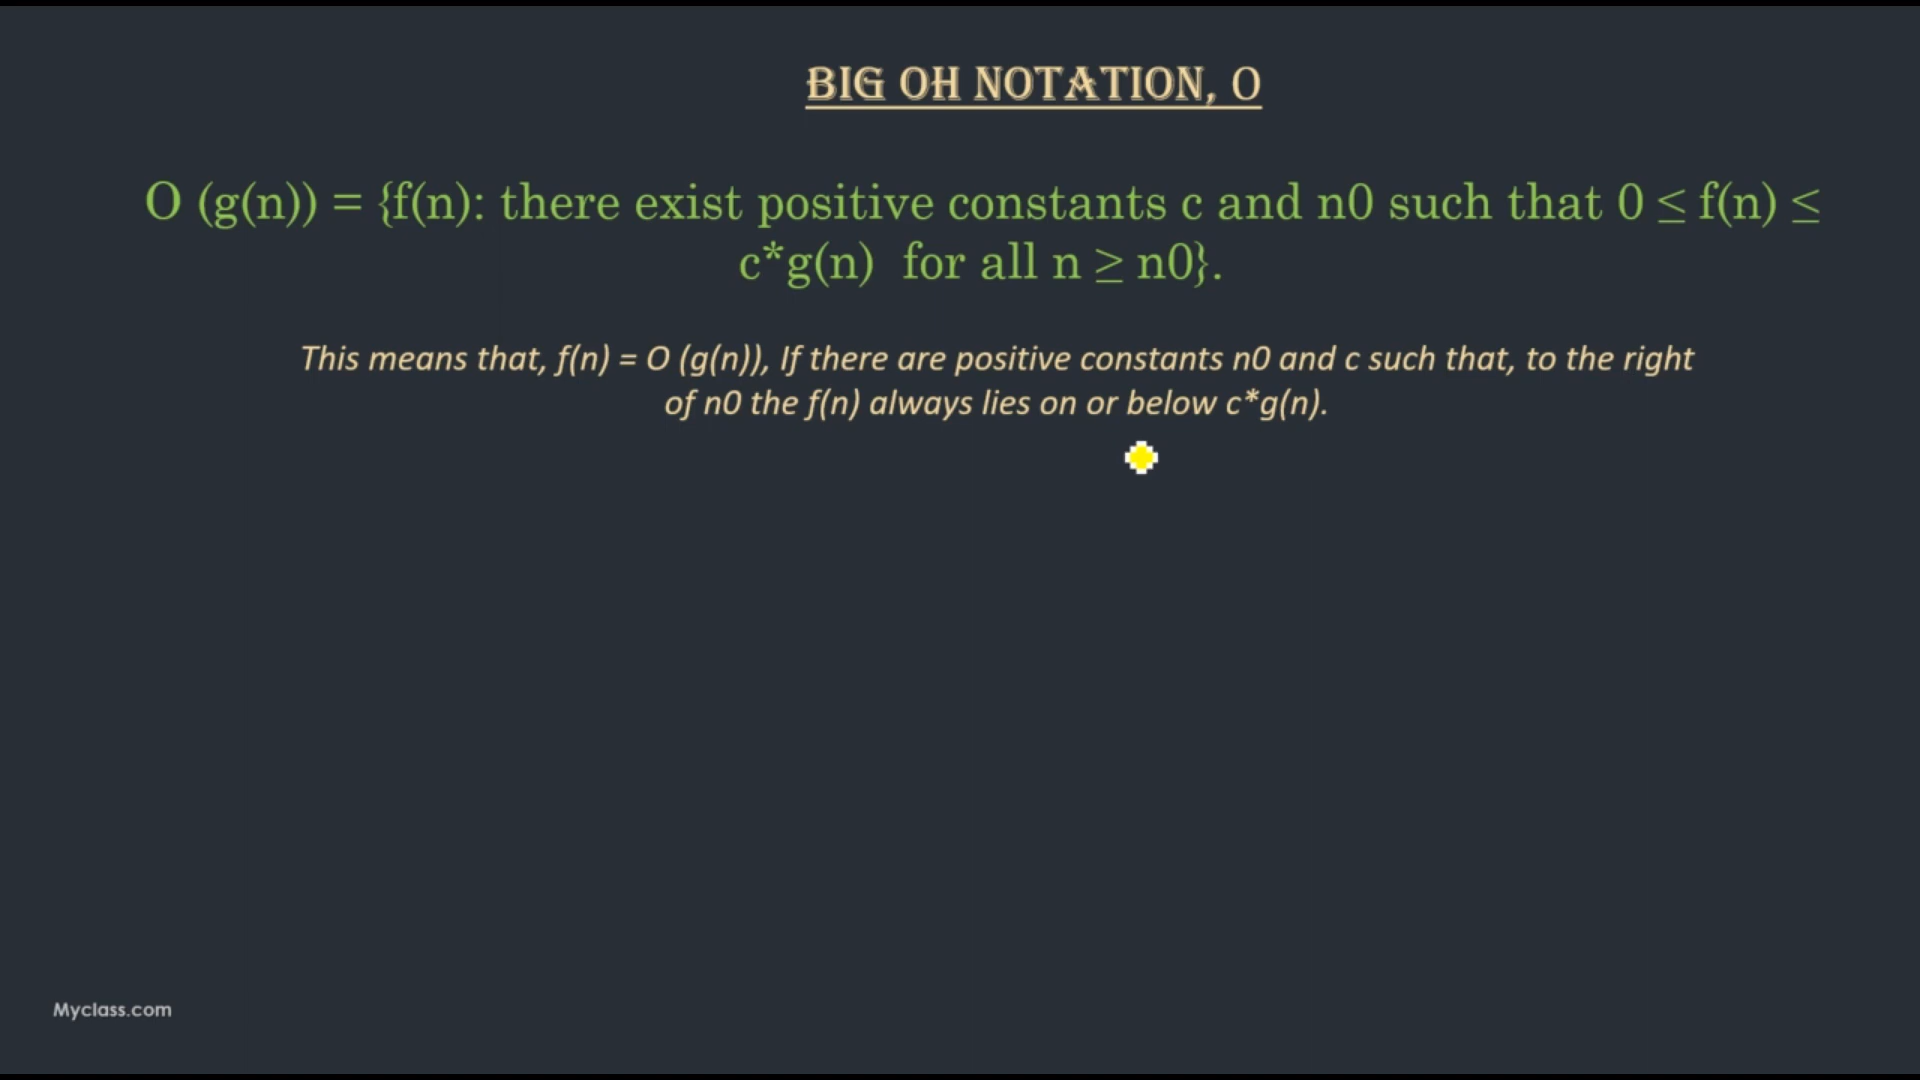 BIG OH NOTATION, O
O (g(n)) = {f(n): there exist positive constants c and n0 such that 0 ≤ f(n) ≤
c*g(n) for all n ≥ n0}.
This means that, f(n) = O (g(n)), If there are positive constants n0 and c such that, to the right
of n0 the f(n) always lies on or below c*g(n).
Myclass.com